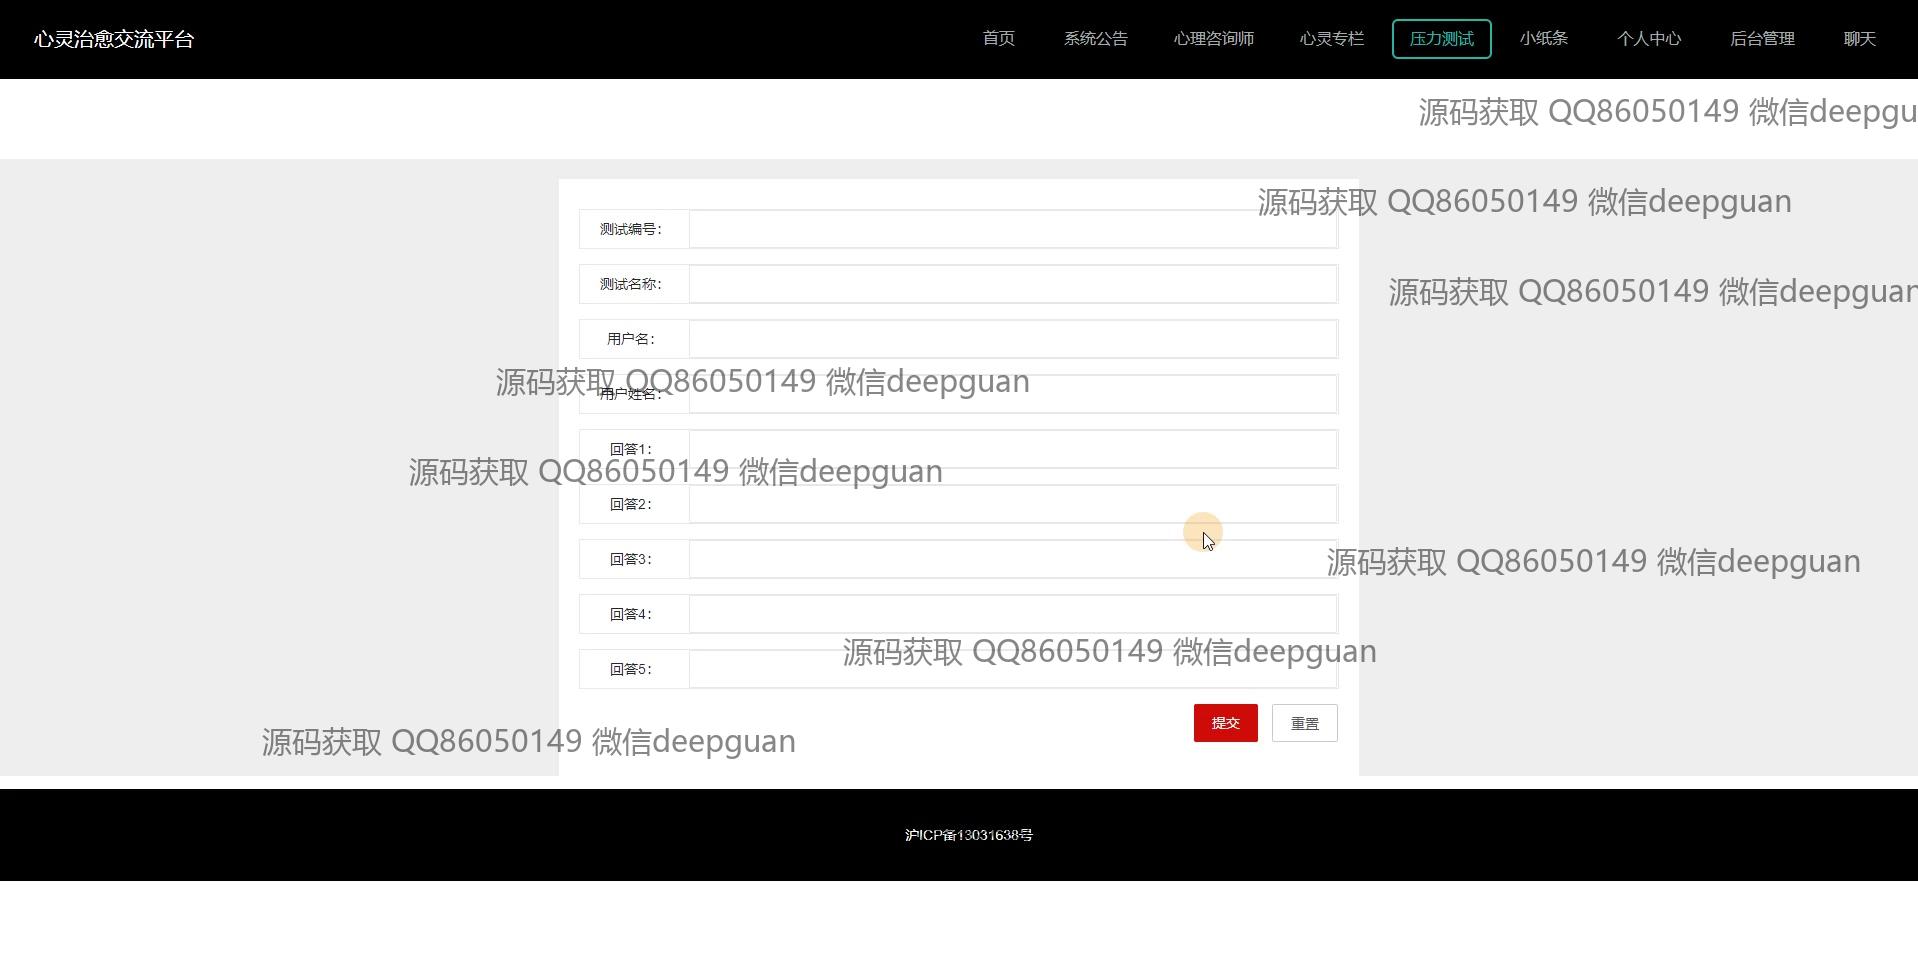 心灵治愈交流平台
首页 系统公告 心理咨询师 心灵专栏 压力测试 小纸条 个人中心 后台管理 聊天
源码获取 QQ86050149 微信deepgu
源码获取 QQ86050149 微信deepguan
测试编号：
测试名称：
源码获取 QQ86050149 微信deepguan
用户名：
源码获取 QQ86050149 微信deepguan
用户姓名：
回答1：
源码获取 QQ86050149 微信deepguan
回答2：
回答3：
源码获取 QQ86050149 微信deepguan
回答4：
源码获取 QQ86050149 微信deepguan
回答5：
提交 重置
源码获取 QQ86050149 微信deepguan
沪ICP备13031638号